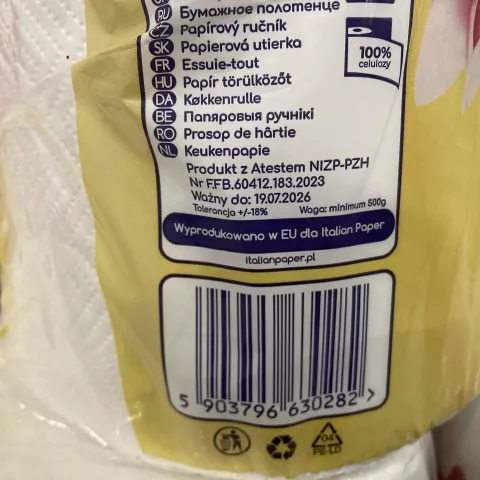 RU Бумажное полотенце
CZ Papírový ručník
SK Papierová utierka
FR Essuie-tout
HU Papír törülközőt
DA Køkkenrulle
BE Папяровыя ручнікі
RO Prosop de hârtie
NL Keukenpapie
100%
celulozy
Produkt z Atestem NIZP-PZH
Nr F.FB.60412.183.2023
Ważny do: 19.07.2026
Tolerancja +/-18% Waga: minimum 500g
Wyprodukowano w EU dla Italian Paper
italianpaper.pl
5 903796 630282 >
04
PE-LD